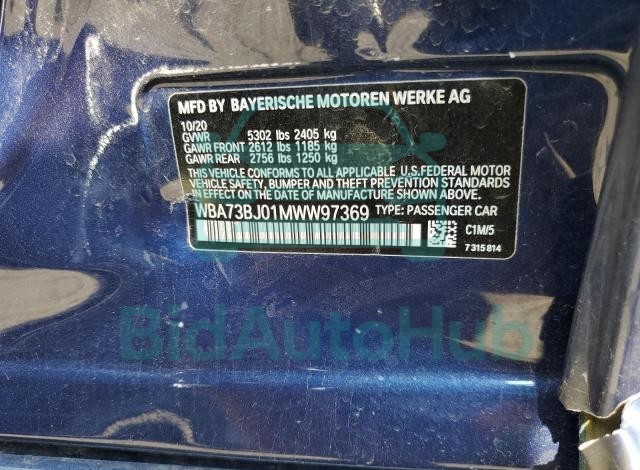 MFD BY BAYERISCHE MOTOREN WERKE AG
10/20
GVWR 5302 lbs 2405 kg
GAWR FRONT 2612 lbs 1185 kg
GAWR REAR 2756 lbs 1250 kg
THIS VEHICLE CONFORMS TO ALL APPLICABLE U.S.FEDERAL MOTOR
VEHICLE SAFETY, BUMPER, AND THEFT PREVENTION STANDARDS
IN EFFECT ON THE DATE OF MANUFACTURE SHOWN ABOVE.
WBA73BJ01MWW97369 TYPE: PASSENGER CAR
C1M/5
7315814
BidAutoHub